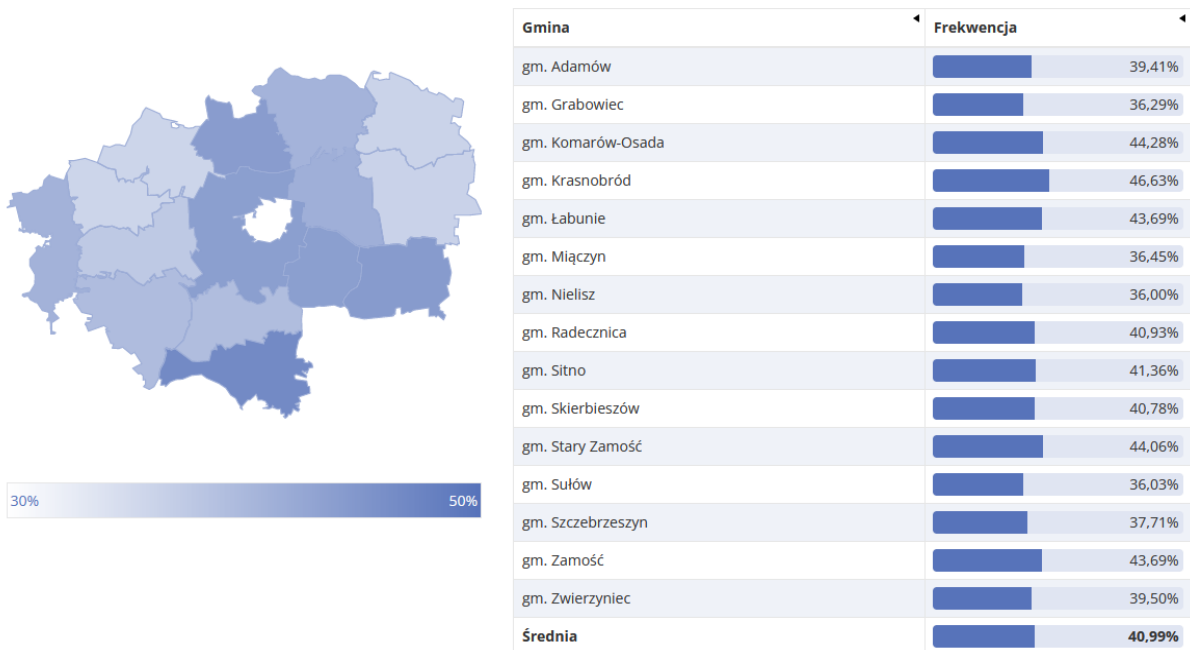 Gmina Frekwencja
gm. Adamów 39,41%
gm. Grabowiec 36,29%
gm. Komarów-Osada 44,28%
gm. Krasnobród 46,63%
gm. Łabunie 43,69%
gm. Miączyn 36,45%
gm. Nielisz 36,00%
gm. Radecznica 40,93%
gm. Sitno 41,36%
gm. Skierbieszów 40,78%
gm. Stary Zamość 44,06%
gm. Sułów 36,03%
gm. Szczebrzeszyn 37,71%
gm. Zamość 43,69%
gm. Zwierzyniec 39,50%
Średnia 40,99%
30% 50%